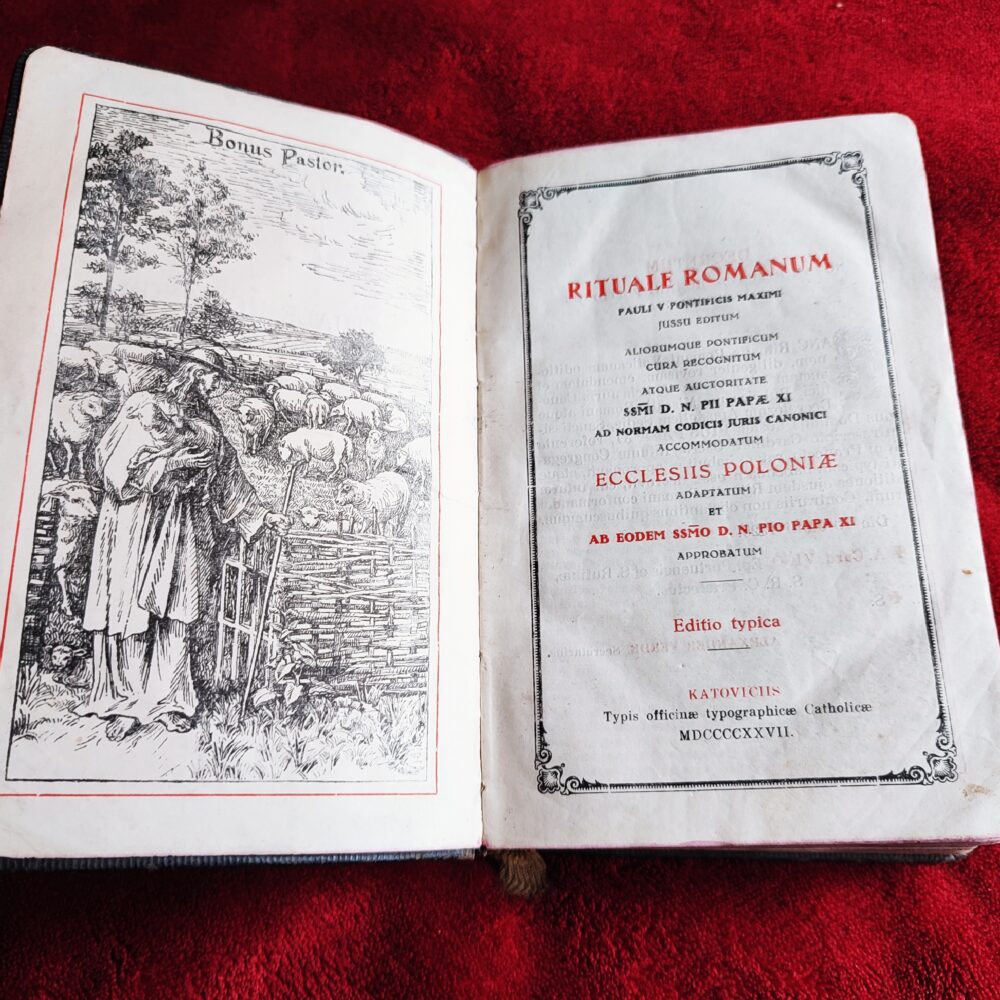 Bonus Pastor.
RITUALE ROMANUM
PAULI V PONTIFICIS MAXIMI
JUSSU EDITUM
ALIORUMQUE PONTIFICUM
CURA RECOGNITUM
ATQUE AUCTORITATE
SSM̅I D. N. PII PAPÆ XI
AD NORMAM CODICIS JURIS CANONICI
ACCOMMODATUM
ECCLESIIS POLONIÆ
ADAPTATUM
ET
AB EODEM SSM̅O D. N. PIO PAPA XI
APPROBATUM
Editio typica
KATOVICIIS
Typis officinæ typographicæ Catholicæ
MDCCCCXXVII.